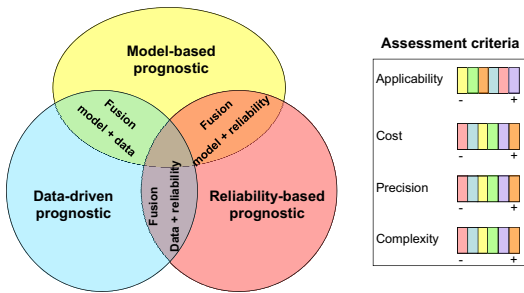 Model-based
prognostic
Fusion
model + data
Fusion
model + reliability
Data-driven
prognostic
Fusion
Data + reliability
Reliability-based
prognostic
Assessment criteria
Applicability
- +
Cost
- +
Precision
- +
Complexity
- +